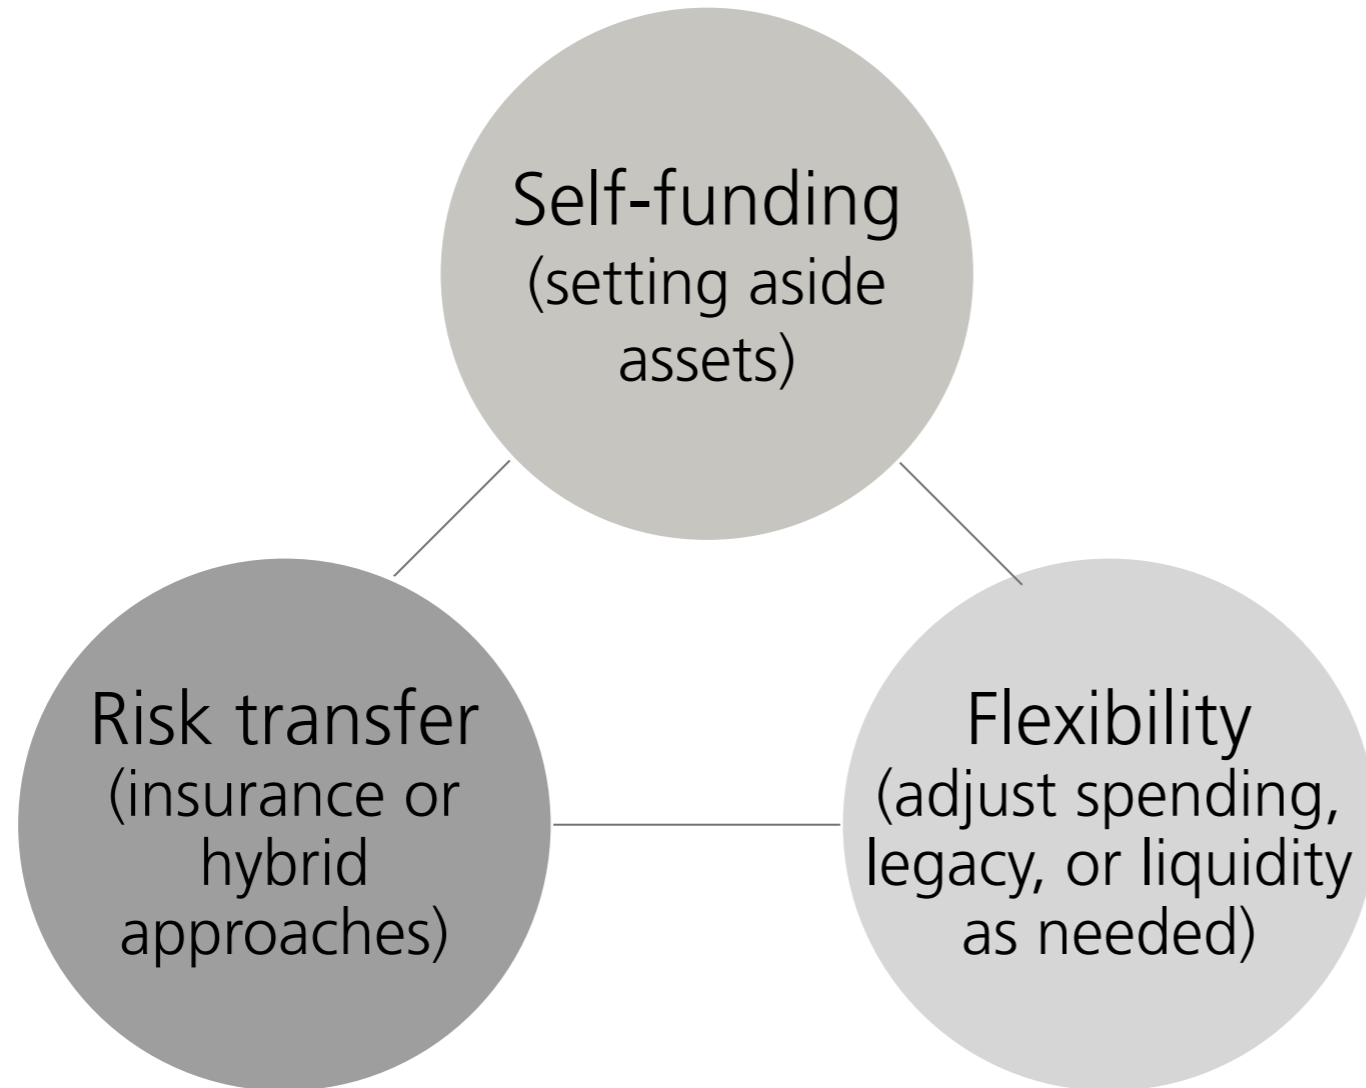 Self-funding
(setting aside
assets)
Risk transfer
(insurance or
hybrid
approaches)
Flexibility
(adjust spending,
legacy, or liquidity
as needed)